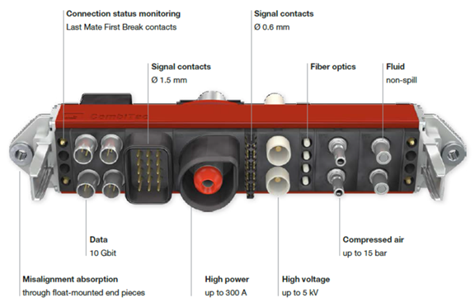 Connection status monitoring
Last Mate First Break contacts
Signal contacts
Ø 0.6 mm
Signal contacts
Ø 1.5 mm
Fiber optics
Fluid
non-spill
CombiTac
Data
10 Gbit
Compressed air
up to 15 bar
Misalignment absorption
through float-mounted end pieces
High power
up to 300 A
High voltage
up to 5 kV